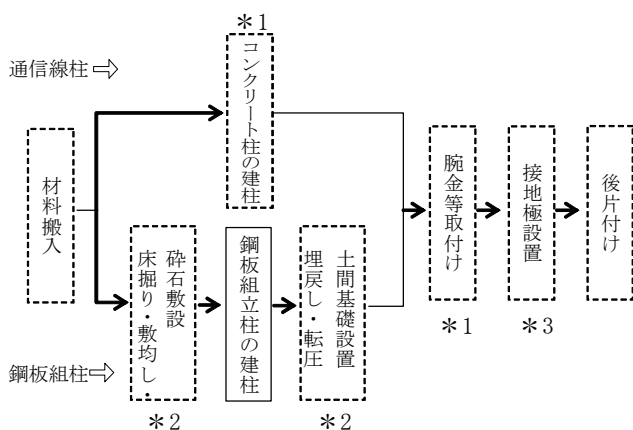 ＊1
通信線柱⇨
コンクリート柱の建柱
材料搬入
床掘り・敷均し・
砕石敷設
＊2
鋼板組立柱の建柱
土間基礎設置
埋戻し・転圧
＊2
鋼板組柱⇨
腕金等取付け
＊1
接地極設置
＊3
後片付け